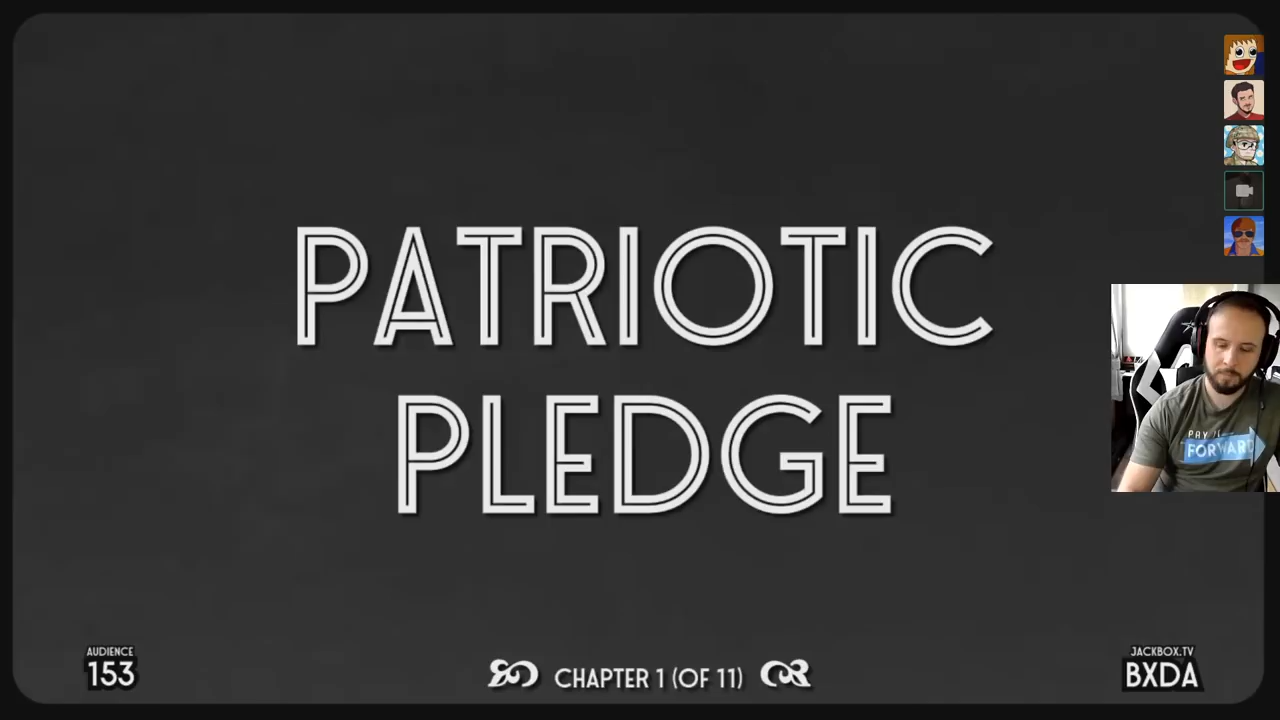 PATRIOTIC
PLEDGE
PAY IT
FORWARD
AUDIENCE
153
CHAPTER 1 (OF 11)
JACKBOX.TV
BXDA